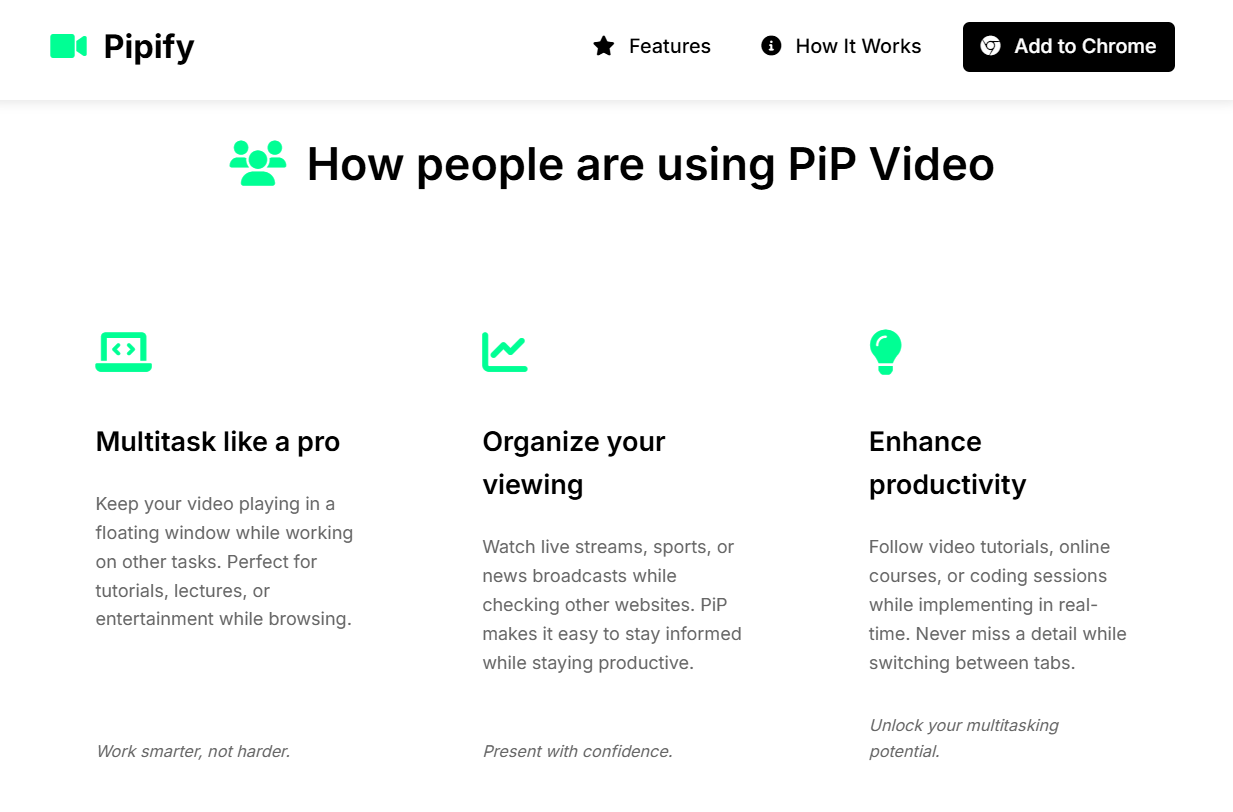 Pipify
Features
How It Works
Add to Chrome
How people are using PiP Video
Multitask like a pro
Keep your video playing in a
floating window while working
on other tasks. Perfect for
tutorials, lectures, or
entertainment while browsing.
Work smarter, not harder.
Organize your
viewing
Watch live streams, sports, or
news broadcasts while
checking other websites. PiP
makes it easy to stay informed
while staying productive.
Present with confidence.
Enhance
productivity
Follow video tutorials, online
courses, or coding sessions
while implementing in real-
time. Never miss a detail while
switching between tabs.
Unlock your multitasking
potential.